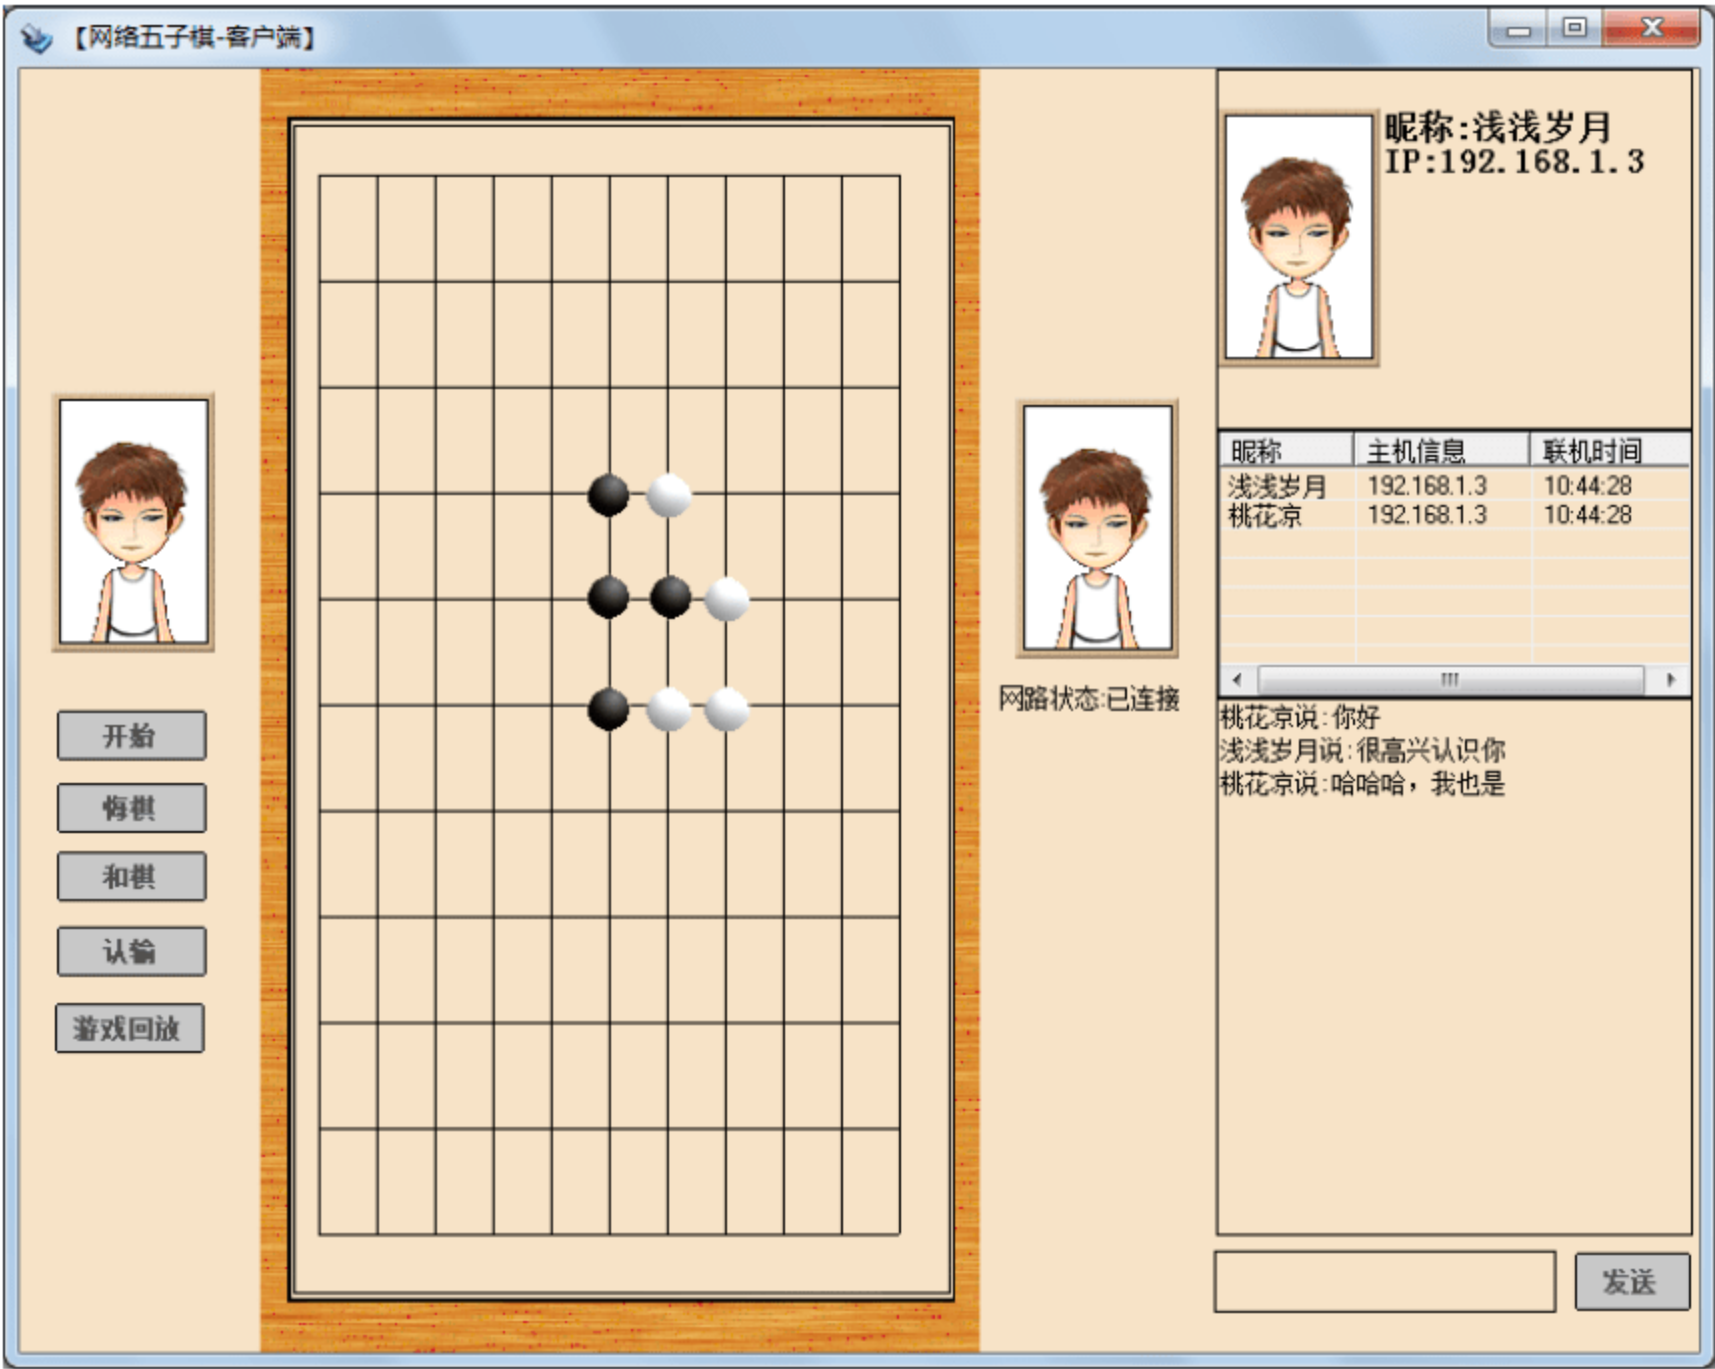 【网络五子棋-客户端】
昵称:浅浅岁月
IP:192.168.1.3
昵称 主机信息 联机时间
浅浅岁月 192.168.1.3 10:44:28
桃花凉 192.168.1.3 10:44:28
网路状态:已连接
桃花凉说:你好
浅浅岁月说:很高兴认识你
桃花凉说:哈哈哈，我也是
开始
悔棋
和棋
认输
游戏回放
发送